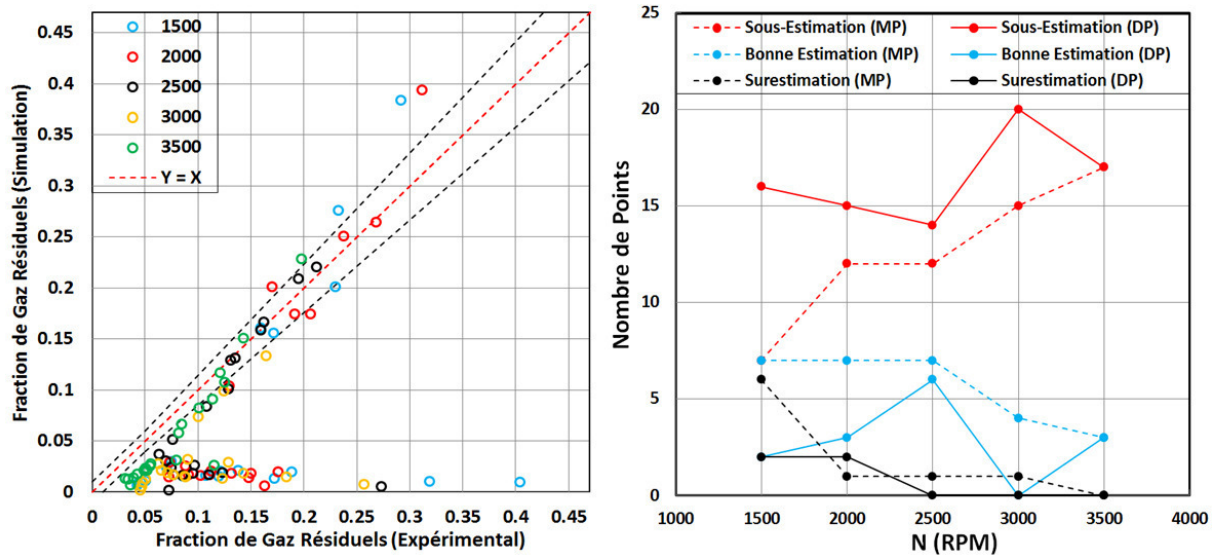 0.45
0.4
0.35
0.3
0.25
0.2
0.15
0.1
0.05
0
Fraction de Gaz Résiduels (Simulation)
1500
2000
2500
3000
3500
Y = X
0 0.05 0.1 0.15 0.2 0.25 0.3 0.35 0.4 0.45
Fraction de Gaz Résiduels (Expérimental)
25
20
15
10
5
0
Nombre de Points
Sous-Estimation (MP) Sous-Estimation (DP)
Bonne Estimation (MP) Bonne Estimation (DP)
Surestimation (MP) Surestimation (DP)
1000 1500 2000 2500 3000 3500 4000
N (RPM)